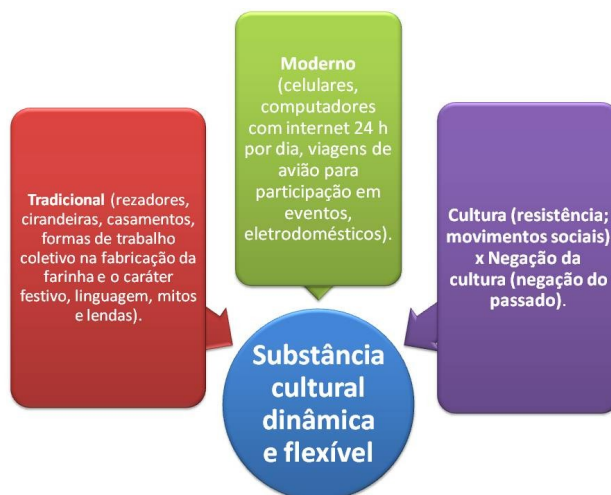 Tradicional (rezadores,
cirandeiras, casamentos,
formas de trabalho
coletivo na fabricação da
farinha e o caráter
festivo, linguagem, mitos
e lendas).
Moderno
(celulares,
computadores
com internet 24 h
por dia, viagens de
avião para
participação em
eventos,
eletrodomésticos).
Cultura (resistência;
movimentos sociais)
x Negação da
cultura (negação do
passado).
Substância
cultural
dinâmica
e flexível